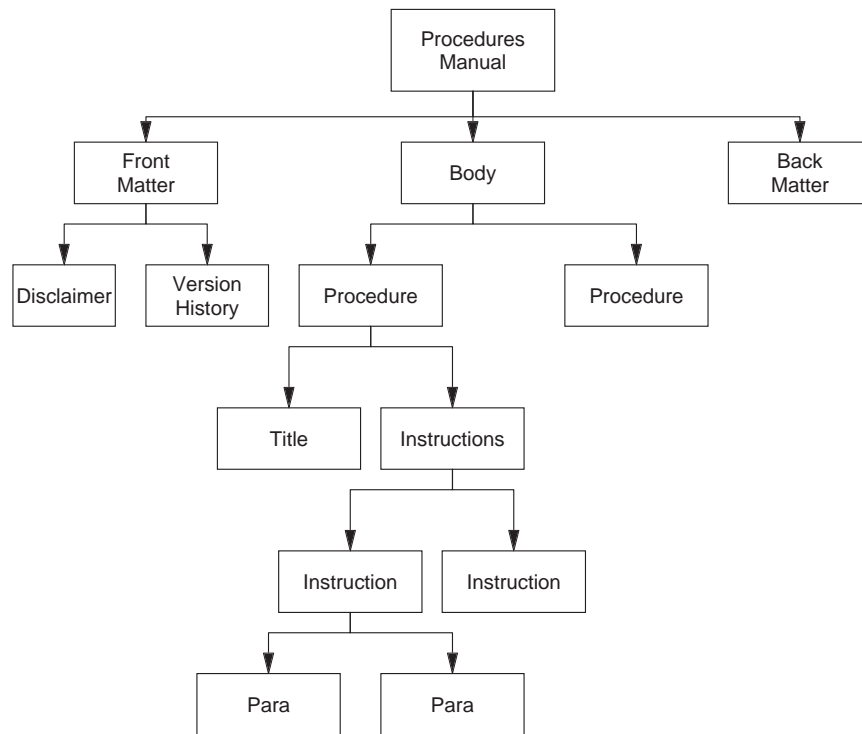 Procedures
Manual
Front
Matter
Body
Back
Matter
Disclaimer
Version
History
Procedure
Procedure
Title
Instructions
Instruction
Instruction
Para
Para